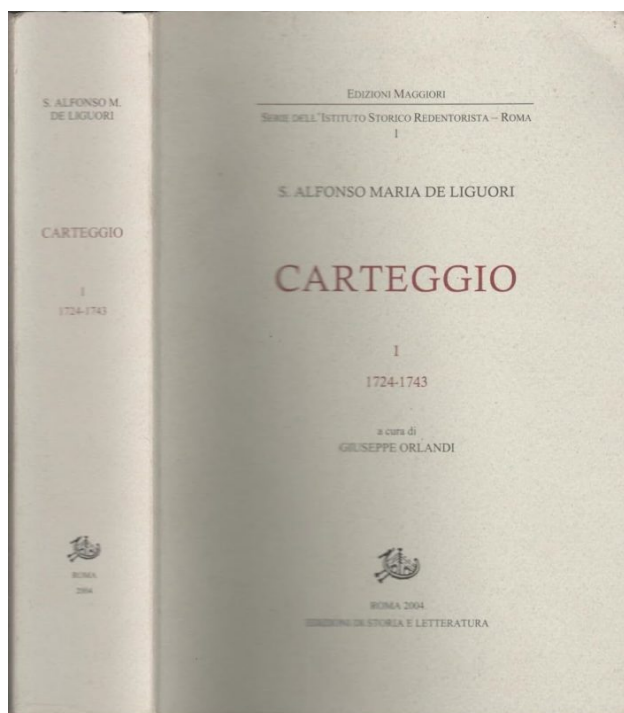 S. ALFONSO M.
DE LIGUORI
CARTEGGIO
I
1724-1743
ROMA
2004
EDIZIONI MAGGIORI
SERIE DELL'ISTITUTO STORICO REDENTORISTA – ROMA
I
S. ALFONSO MARIA DE LIGUORI
CARTEGGIO
I
1724-1743
a cura di
GIUSEPPE ORLANDI
ROMA 2004
EDIZIONI DI STORIA E LETTERATURA